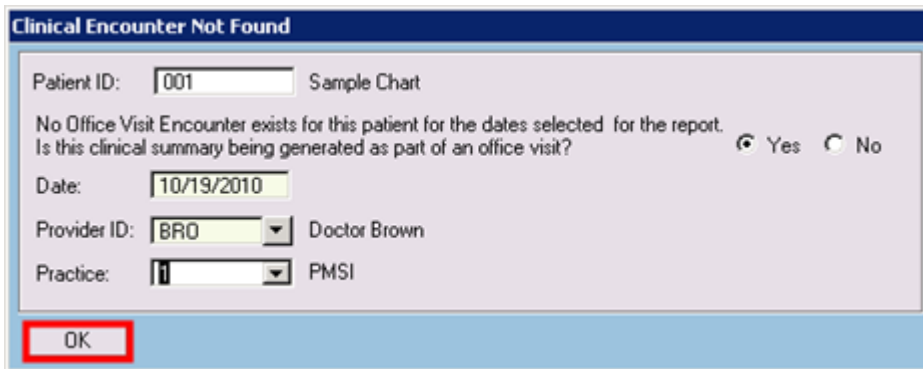 Clinical Encounter Not Found
Patient ID: 001 Sample Chart
No Office Visit Encounter exists for this patient for the dates selected for the report.
Is this clinical summary being generated as part of an office visit? Yes No
Date: 10/19/2010
Provider ID: BRO Doctor Brown
Practice: 1 PMSI
OK